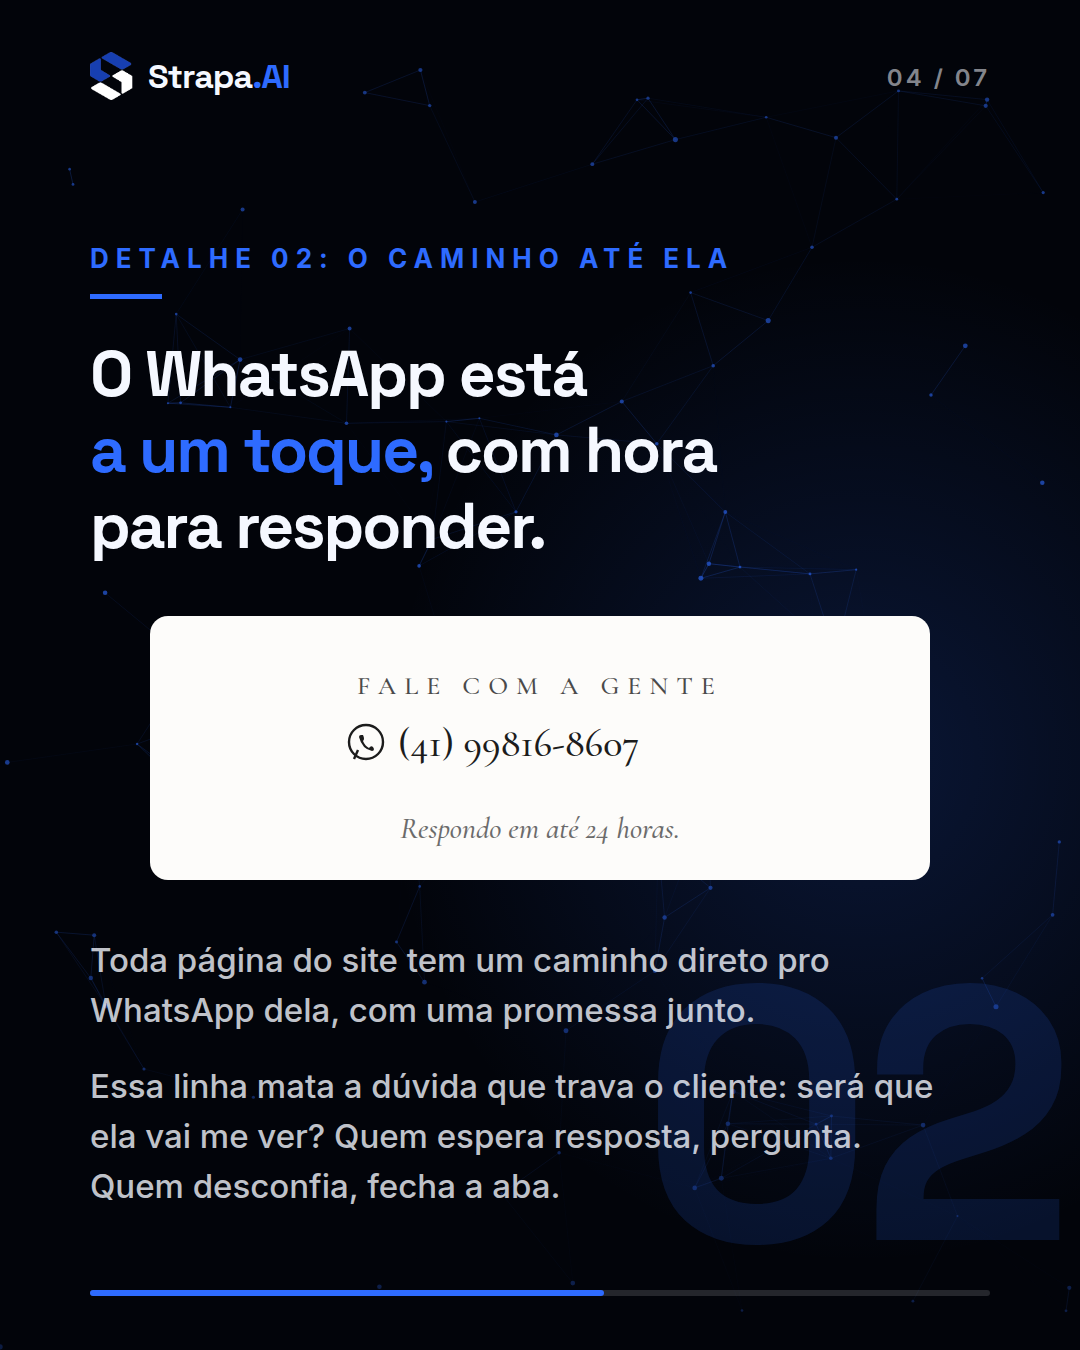 Strapa.AI
04 / 07
DETALHE 02: O CAMINHO ATÉ ELA
O WhatsApp está
a um toque, com hora
para responder.
FALE COM A GENTE
(41) 99816-8607
Respondo em até 24 horas.
Toda página do site tem um caminho direto pro
WhatsApp dela, com uma promessa junto.
Essa linha mata a dúvida que trava o cliente: será que
ela vai me ver? Quem espera resposta, pergunta.
Quem desconfia, fecha a aba.
02